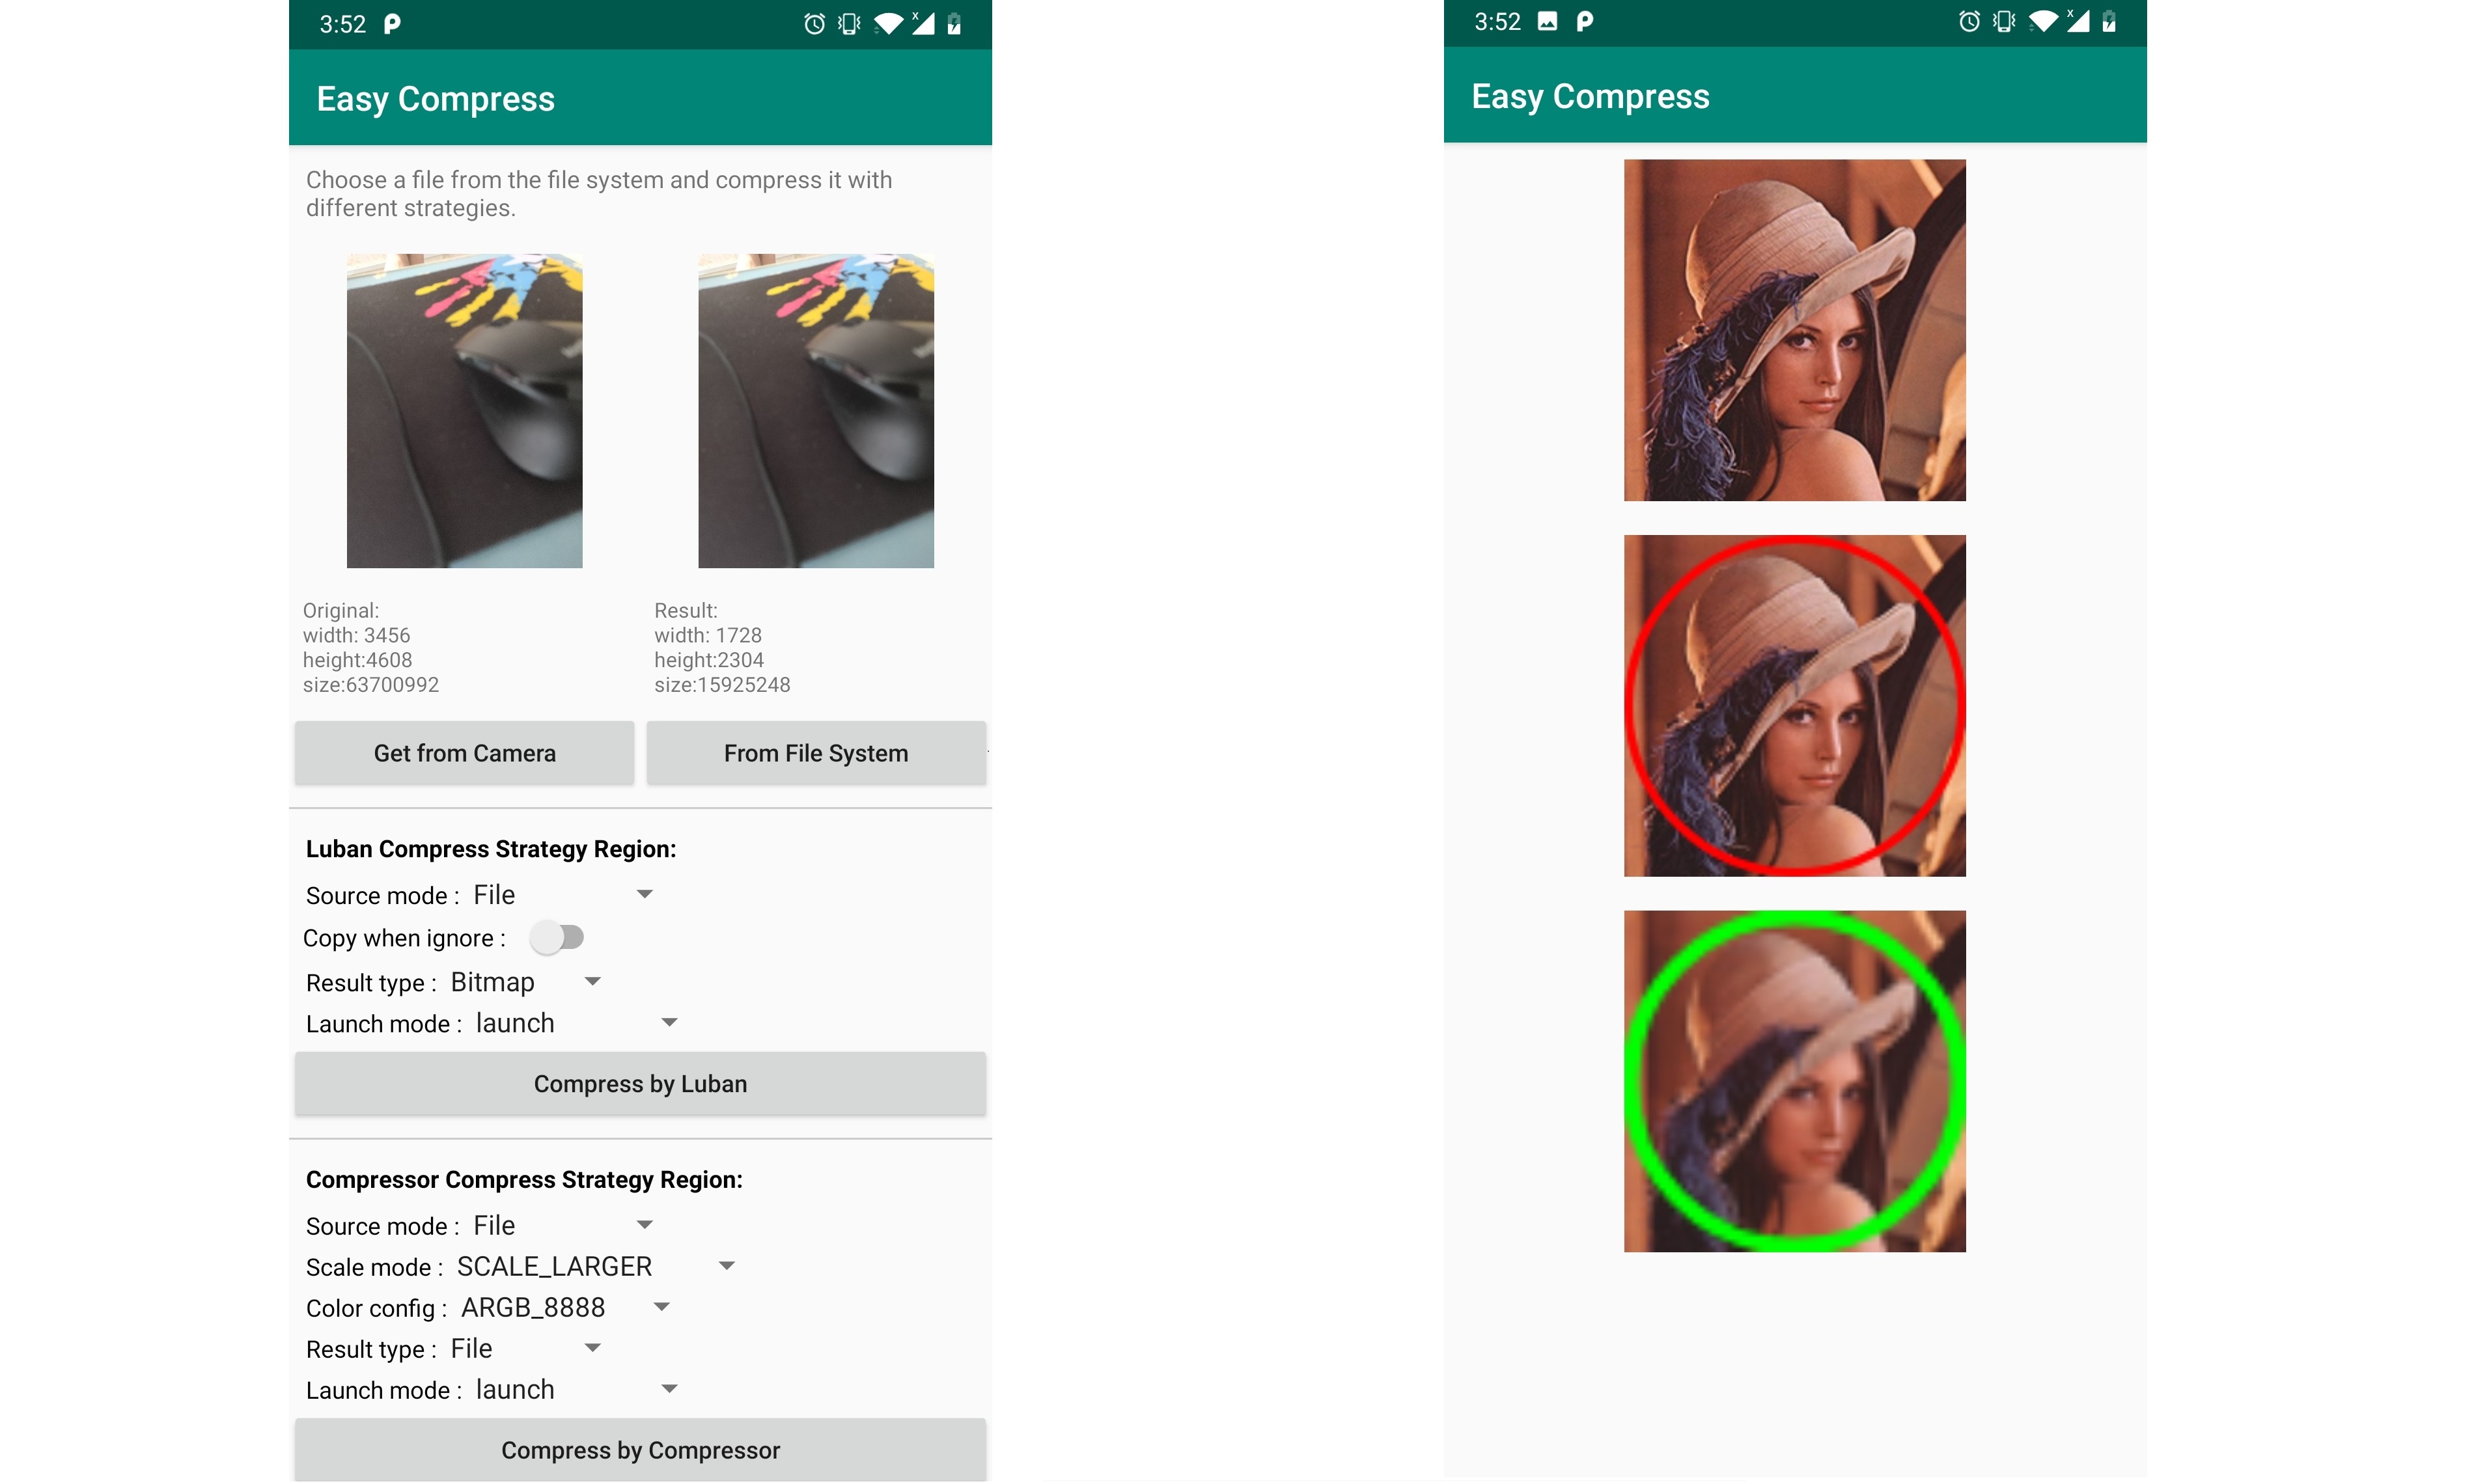 3:52
Easy Compress
Choose a file from the file system and compress it with
different strategies.
Original:
width: 3456
height:4608
size:63700992
Result:
width: 1728
height:2304
size:15925248
Get from Camera
From File System
Luban Compress Strategy Region:
Source mode : File
Copy when ignore :
Result type : Bitmap
Launch mode : launch
Compress by Luban
Compressor Compress Strategy Region:
Source mode : File
Scale mode : SCALE_LARGER
Color config : ARGB_8888
Result type : File
Launch mode : launch
Compress by Compressor
3:52
Easy Compress